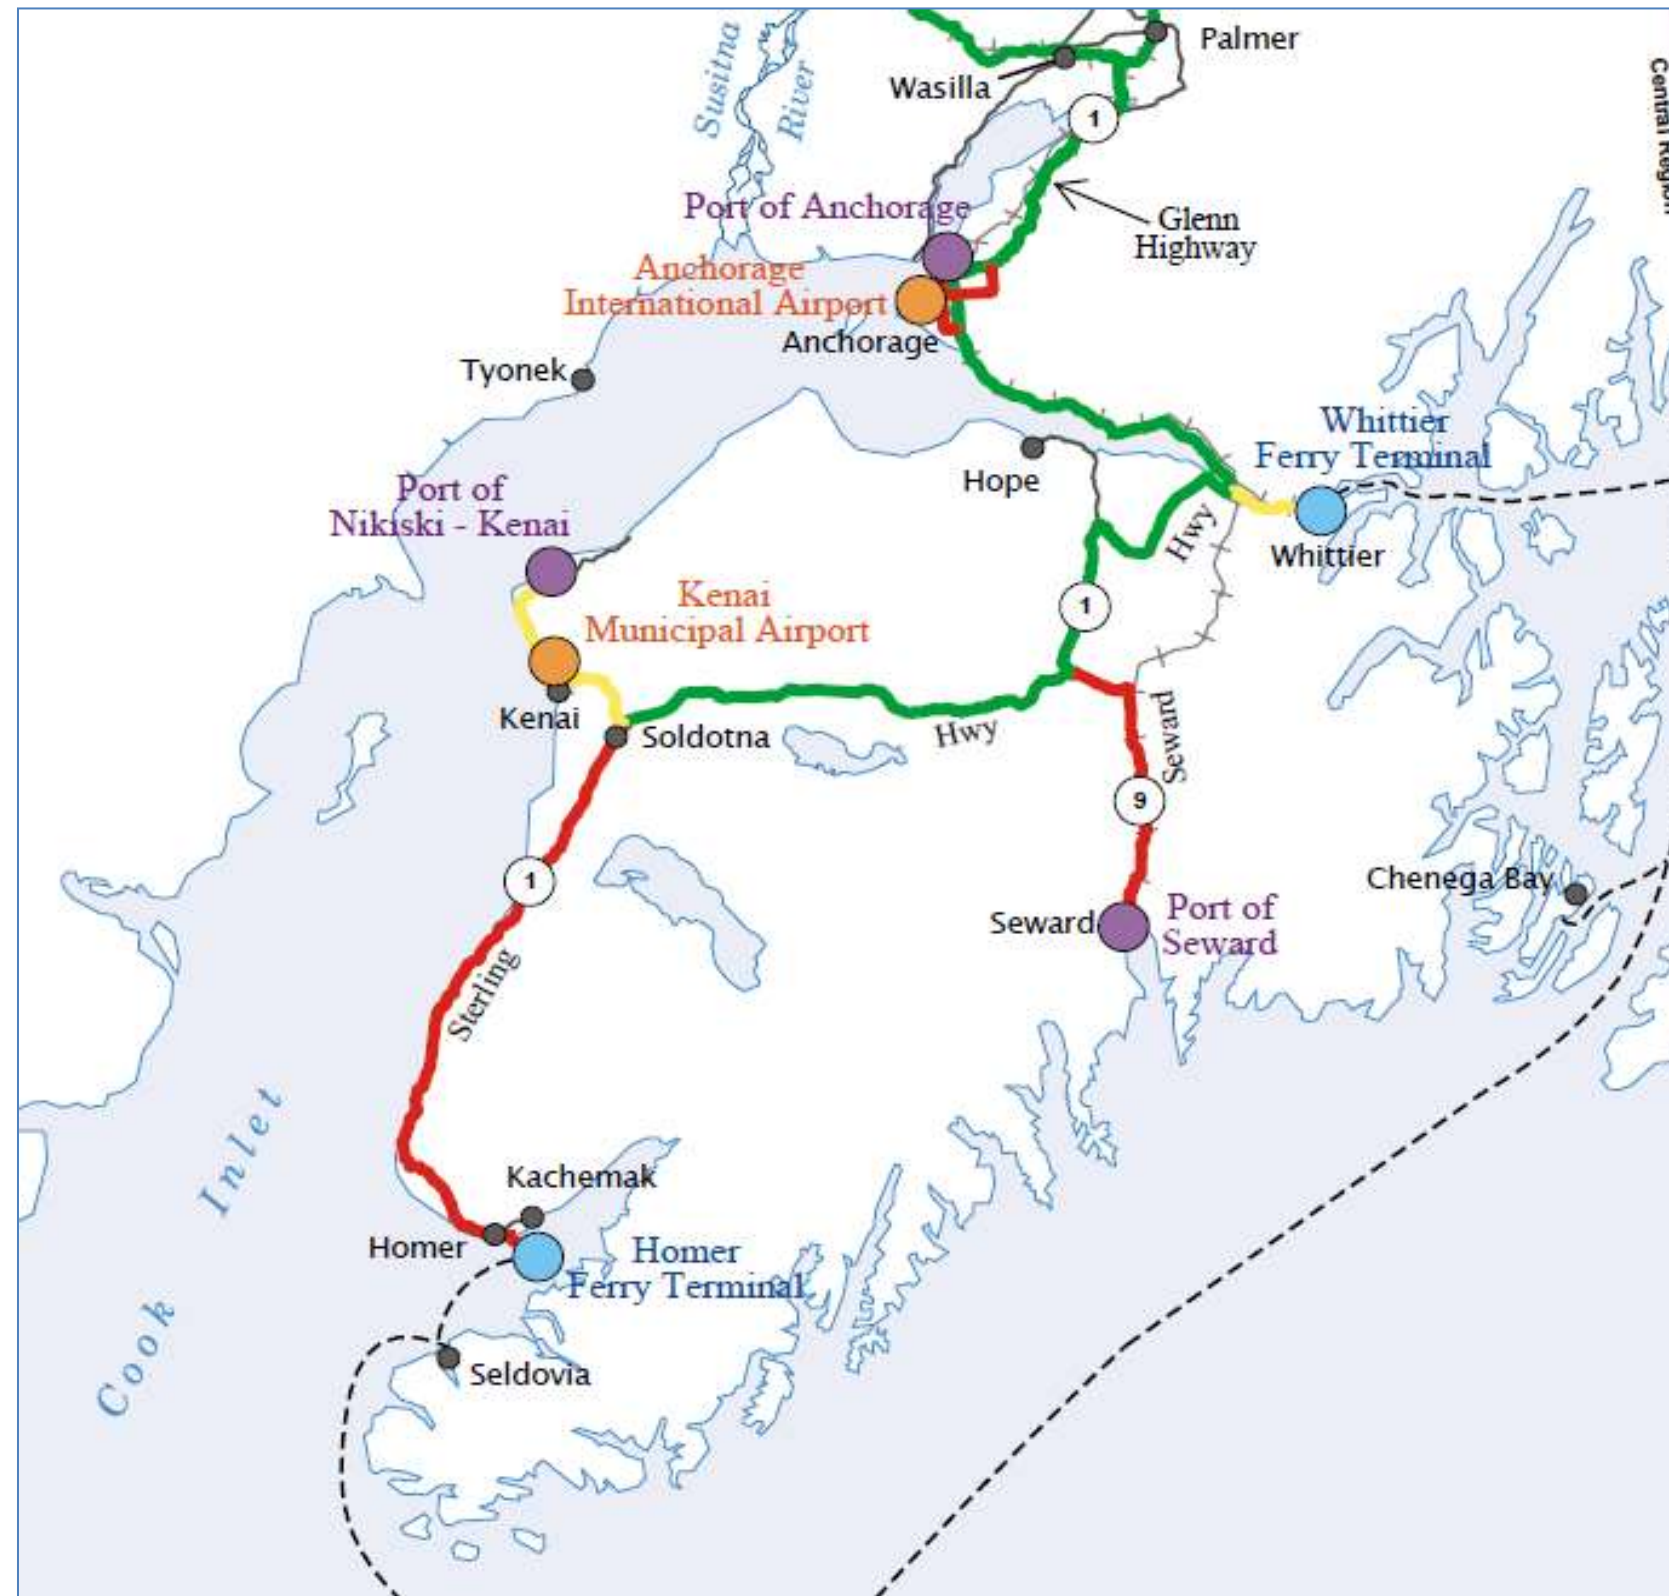 Susitna
River
Palmer
Wasilla
Central Region
1
Port of Anchorage
Glenn
Highway
Anchorage
International Airport
Anchorage
Tyonek
Whittier
Ferry Terminal
Hope
Port of
Nikiski - Kenai
Hwy
Whittier
Kenai
Municipal Airport
1
Kenai
Soldotna
Hwy
Seward
9
1
Chenega Bay
Seward
Port of
Seward
Sterling
Cook Inlet
Kachemak
Homer
Homer
Ferry Terminal
Seldovia